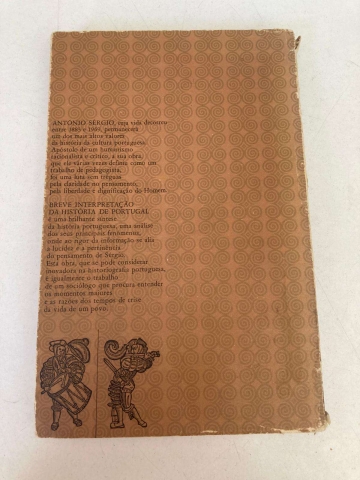 ANTÓNIO SÉRGIO, cuja vida decorreu
entre 1883 e 1969, permanecerá
um dos mais altos valores
da história da cultura portuguesa.
Apóstolo de um humanismo
racionalista e crítico, a sua obra,
que ele várias vezes definiu como um
trabalho de pedagogista,
foi uma luta sem tréguas
pela claridade no pensamento,
pela liberdade e dignificação do Homem.
BREVE INTERPRETAÇÃO
DA HISTÓRIA DE PORTUGAL
é uma brilhante síntese
da história portuguesa, uma análise
dos seus principais fenómenos,
onde ao rigor da informação se alia
a lucidez e a pertinência
do pensamento de Sérgio.
Esta obra, que se pode considerar
inovadora na historiografia portuguesa,
é igualmente o trabalho
de um sociólogo que procura entender
os momentos maiores
e as razões dos tempos de crise
da vida de um povo.